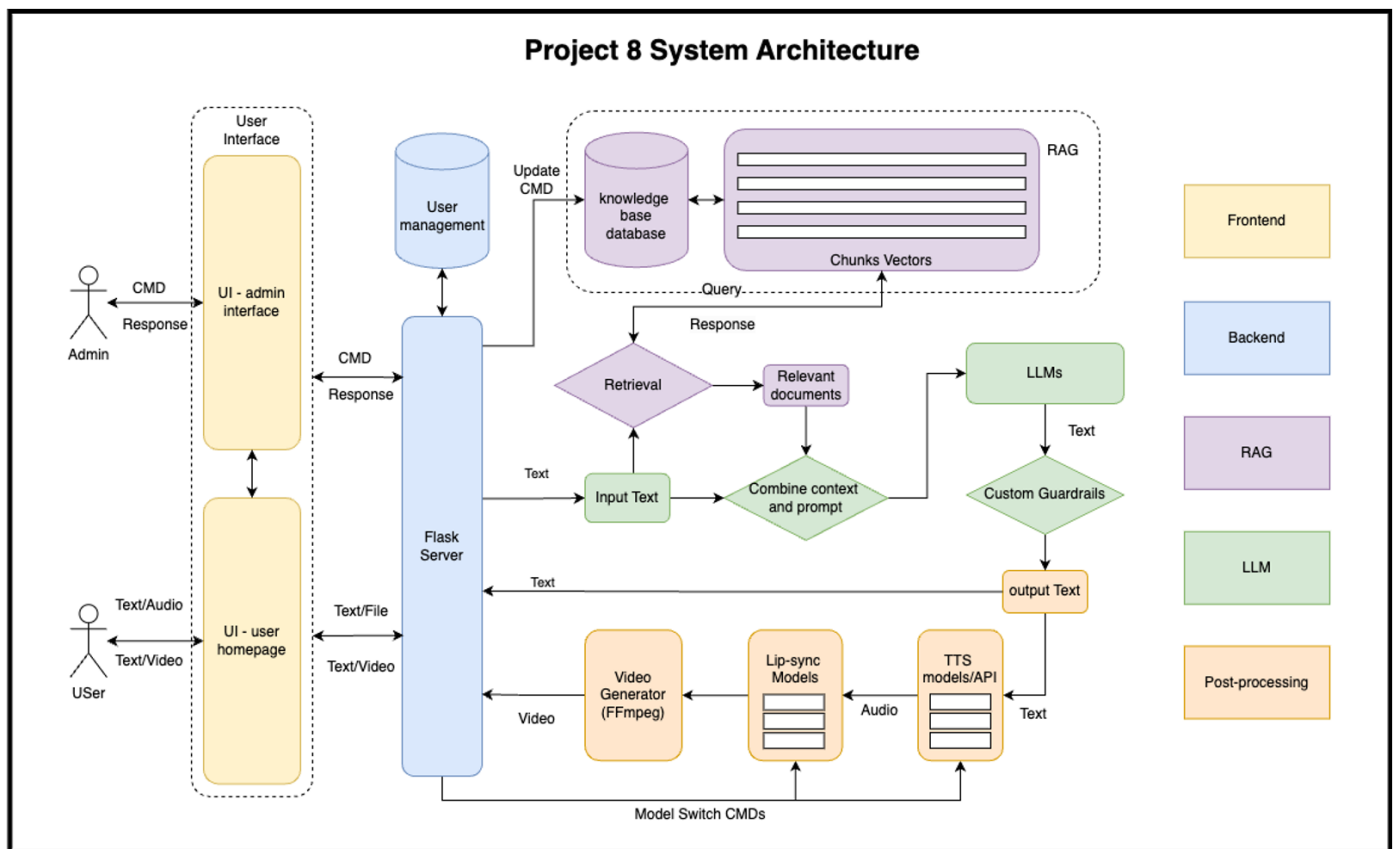 Project 8 System Architecture
User
Interface
UI - admin
interface
CMD
Response
Admin
UI - user
homepage
Text/Audio
Text/Video
USer
CMD
Response
Text/File
Text/Video
User
management
Flask
Server
Update
CMD
knowledge
base
database
Chunks Vectors
RAG
Query
Response
Retrieval
Relevant
documents
LLMs
Text
Text
Input Text
Combine context
and prompt
Custom Guardrails
Text
output Text
Video
Generator
(FFmpeg)
Lip-sync
Models
TTS
models/API
Video
Audio
Text
Model Switch CMDs
Frontend
Backend
RAG
LLM
Post-processing